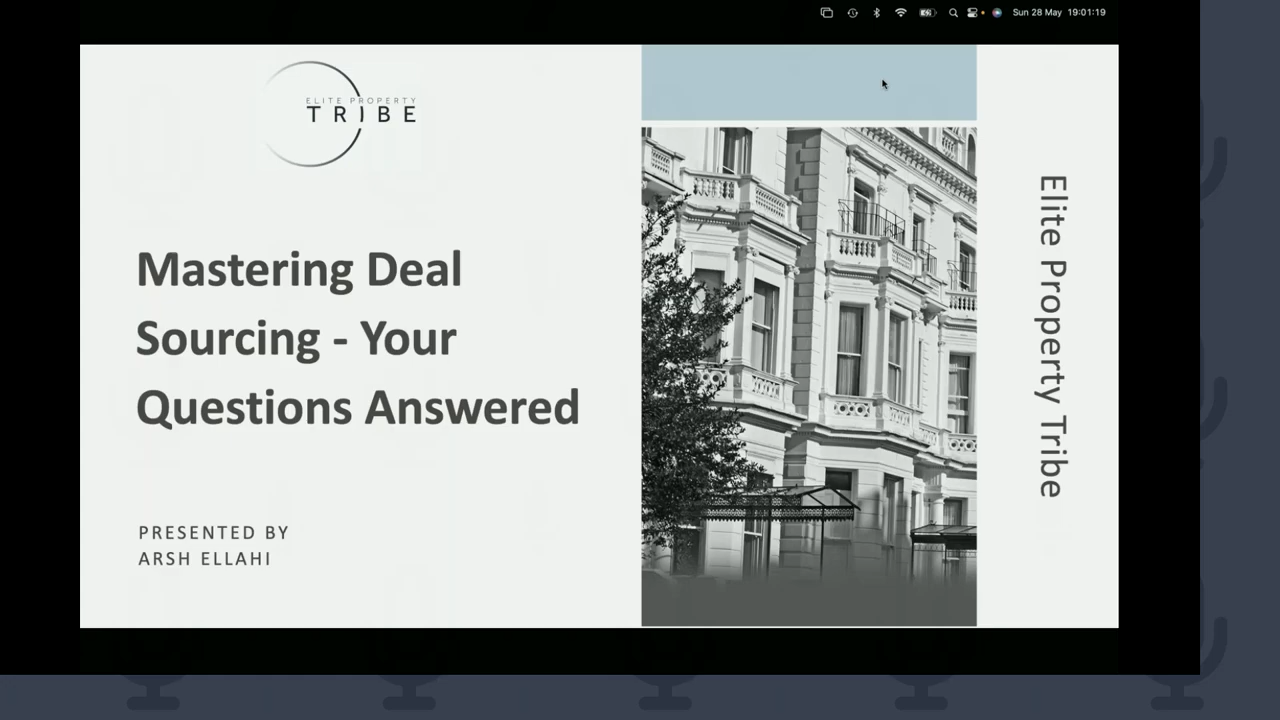 Sun 28 May 19:01:19
ELITE PROPERTY
TRIBE
Mastering Deal
Sourcing - Your
Questions Answered
PRESENTED BY
ARSH ELLAHI
Elite Property Tribe